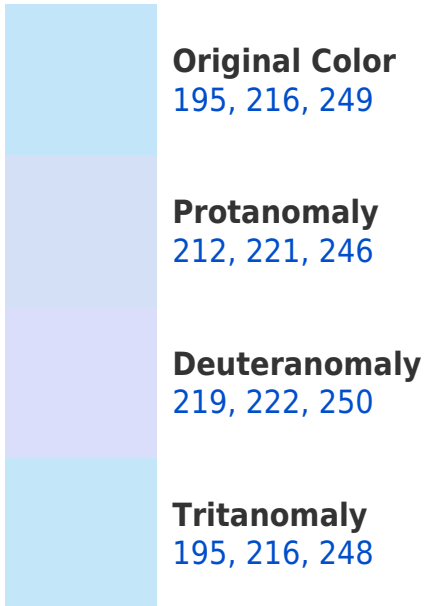 Original Color
195, 216, 249
Protanomaly
212, 221, 246
Deuteranomaly
219, 222, 250
Tritanomaly
195, 216, 248